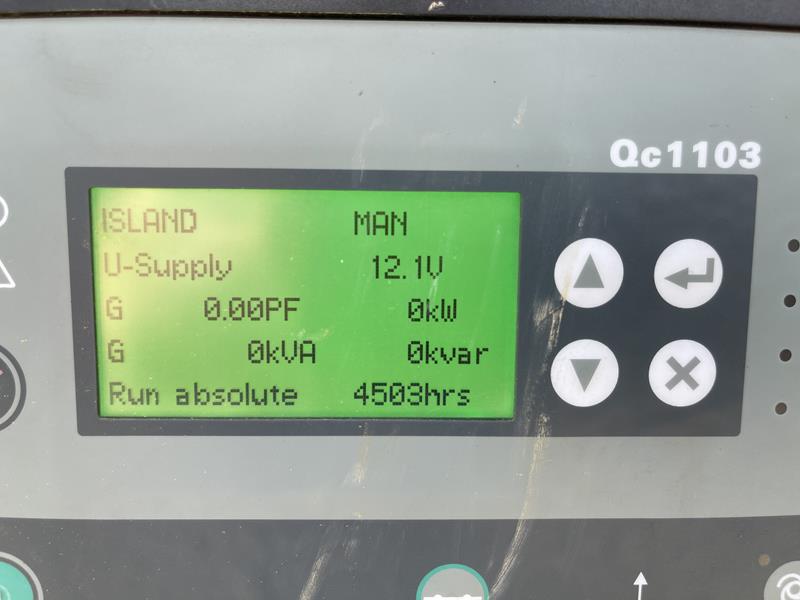 Qc1103
ISLAND MAN
U-Supply 12.1V
G 0.00PF 0kW
G 0kVA 0kvar
Run absolute 4503hrs